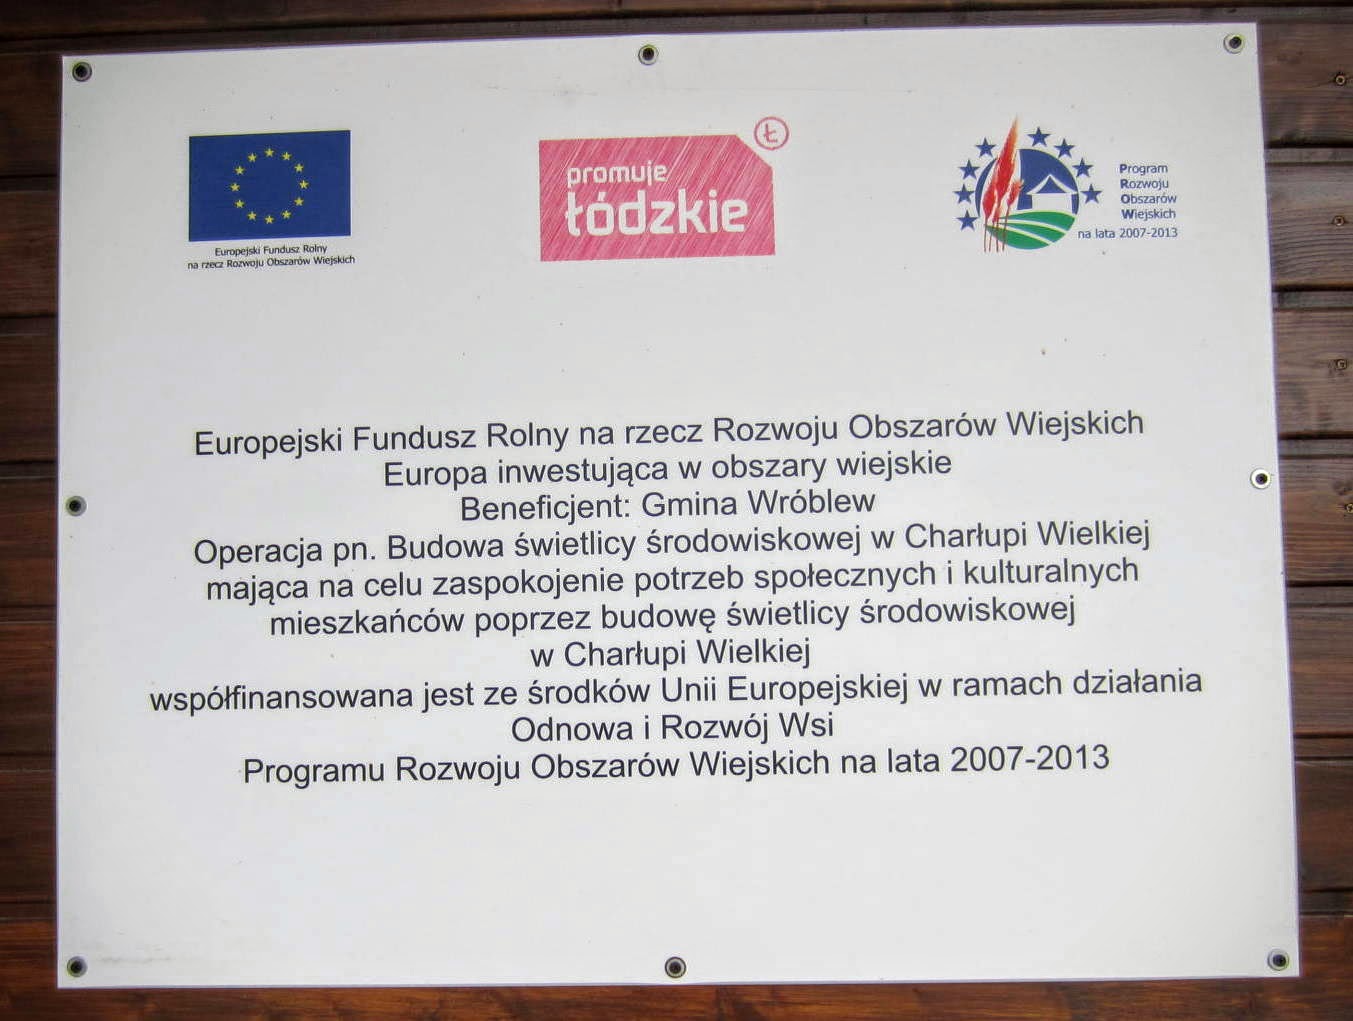 Europejski Fundusz Rolny
na rzecz Rozwoju Obszarów Wiejskich
promuje
łódzkie
Ł
Program
Rozwoju
Obszarów
Wiejskich
na lata 2007-2013
Europejski Fundusz Rolny na rzecz Rozwoju Obszarów Wiejskich
Europa inwestująca w obszary wiejskie
Beneficjent: Gmina Wróblew
Operacja pn. Budowa świetlicy środowiskowej w Charłupi Wielkiej
mająca na celu zaspokojenie potrzeb społecznych i kulturalnych
mieszkańców poprzez budowę świetlicy środowiskowej
w Charłupi Wielkiej
współfinansowana jest ze środków Unii Europejskiej w ramach działania
Odnowa i Rozwój Wsi
Programu Rozwoju Obszarów Wiejskich na lata 2007-2013